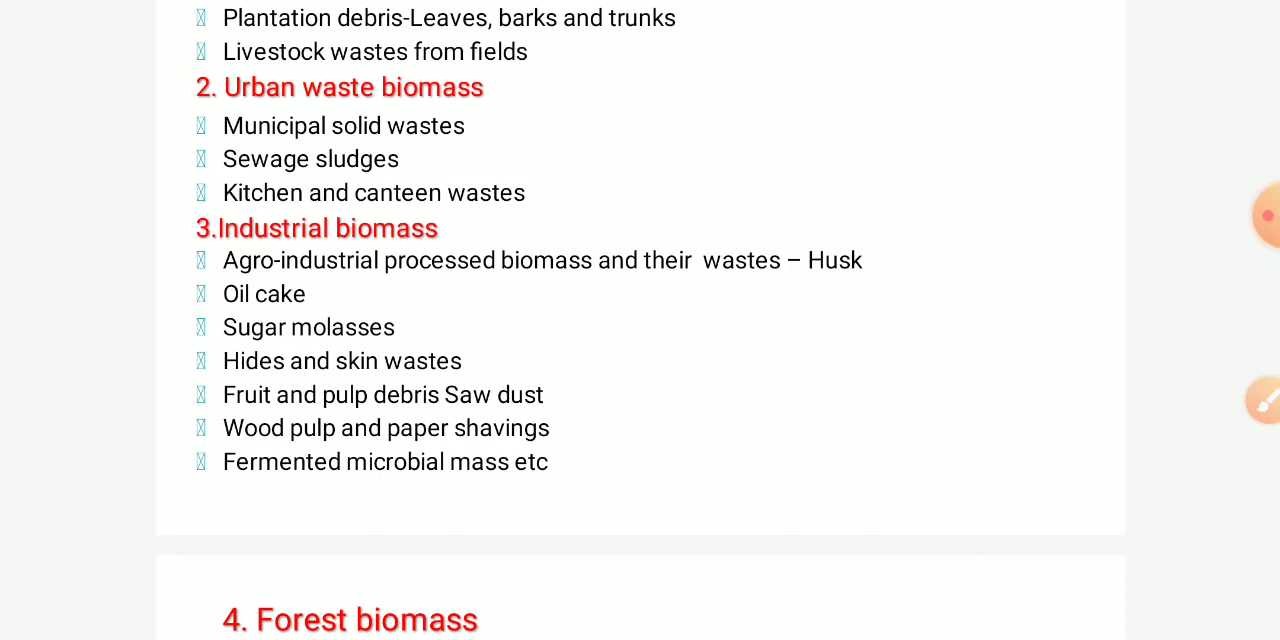 Plantation debris-Leaves, barks and trunks
Livestock wastes from fields
2. Urban waste biomass
Municipal solid wastes
Sewage sludges
Kitchen and canteen wastes
3.Industrial biomass
Agro-industrial processed biomass and their  wastes – Husk
Oil cake
Sugar molasses
Hides and skin wastes
Fruit and pulp debris Saw dust
Wood pulp and paper shavings
Fermented microbial mass etc
4. Forest biomass